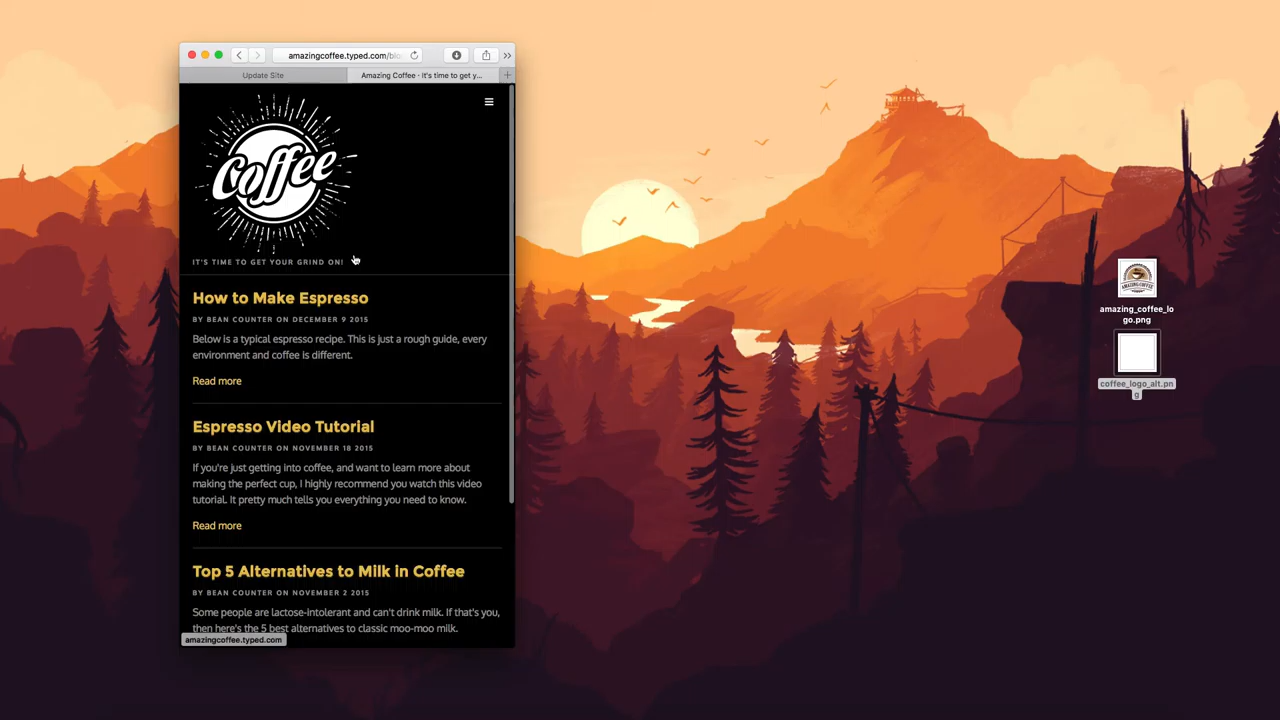 amazingcoffee.typed.com/blo
Update Site
Amazing Coffee - It's time to get y...
Coffee
IT'S TIME TO GET YOUR GRIND ON!
How to Make Espresso
BY BEAN COUNTER ON DECEMBER 9 2015
Below is a typical espresso recipe. This is just a rough guide, every
environment and coffee is different.
Read more
Espresso Video Tutorial
BY BEAN COUNTER ON NOVEMBER 18 2015
If you're just getting into coffee, and want to learn more about
making the perfect cup, I highly recommend you watch this video
tutorial. It pretty much tells you everything you need to know.
Read more
Top 5 Alternatives to Milk in Coffee
BY BEAN COUNTER ON NOVEMBER 2 2015
Some people are lactose-intolerant and can't drink milk. If that's you,
then here's the 5 best alternatives to classic moo-moo milk.
amazingcoffee.typed.com
AMAZING COFFEE
amazing_coffee_lo
go.png
coffee_logo_alt.pn
g